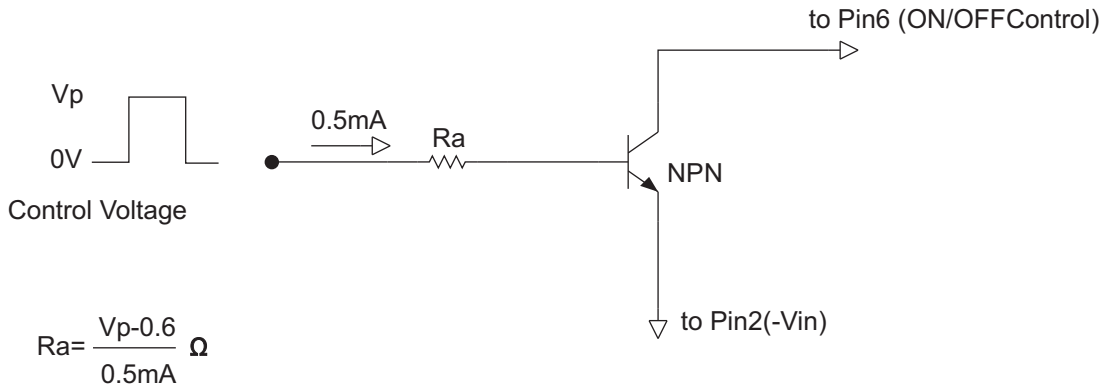 to Pin6 (ON/OFFControl)
Vp
0.5mA
Ra
0V
NPN
Control Voltage
to Pin2(-Vin)
Ra= Vp-0.6 Ω
0.5mA